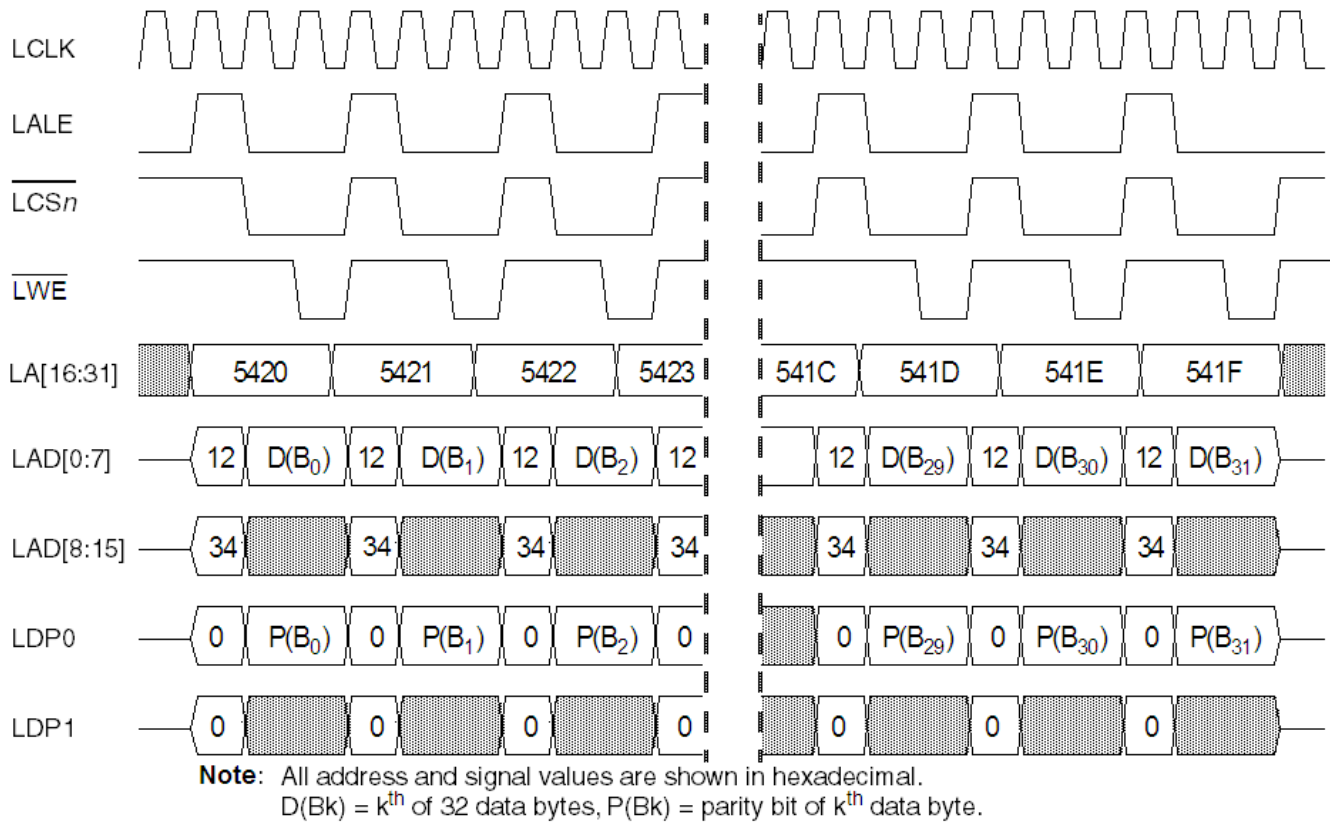 LCLK
LALE
LCSn
LWE
LA[16:31] 5420 5421 5422 5423 541C 541D 541E 541F
LAD[0:7] 12 D(B0) 12 D(B1) 12 D(B2) 12 12 D(B29) 12 D(B30) 12 D(B31)
LAD[8:15] 34 34 34 34 34 34 34
LDP0 0 P(B0) 0 P(B1) 0 P(B2) 0 0 P(B29) 0 P(B30) 0 P(B31)
LDP1 0 0 0 0 0 0 0
Note: All address and signal values are shown in hexadecimal.
D(Bk) = kth of 32 data bytes, P(Bk) = parity bit of kth data byte.